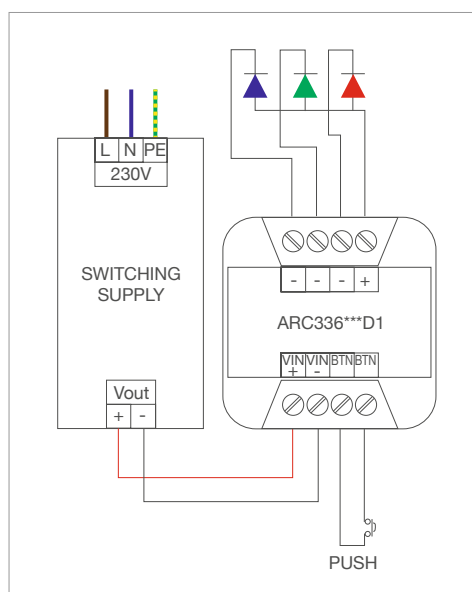 L N PE
230V
SWITCHING
SUPPLY
Vout
+ -
- - - +
ARC336***D1
VIN VIN BTN BTN
+ -
PUSH